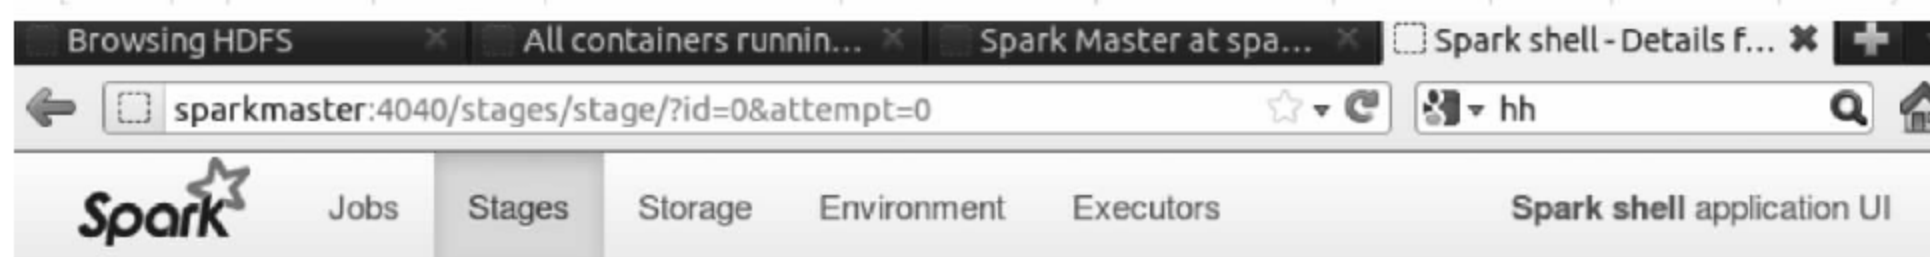 Browsing HDFS All containers runnin... Spark Master at spa... Spark shell - Details f...
sparkmaster:4040/stages/stage/?id=0&attempt=0 hh
Spark Jobs Stages Storage Environment Executors Spark shell application UI